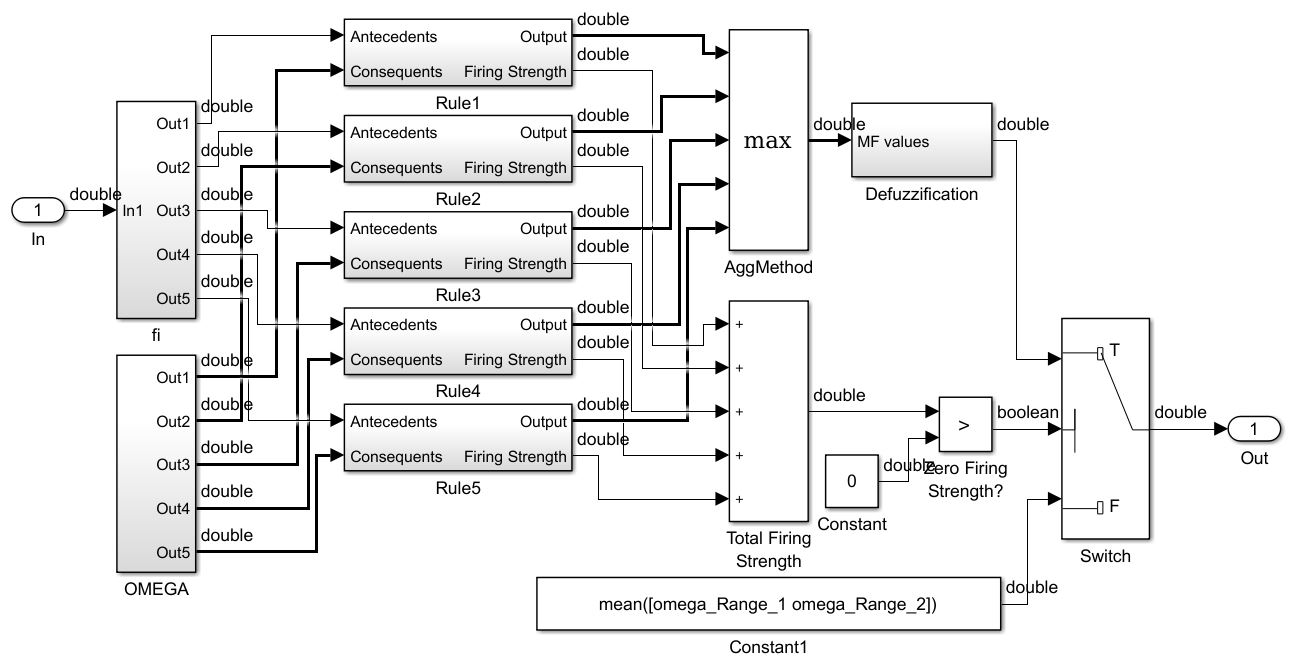 double
double
Antecedents
Output
Consequents
Firing Strength
Rule1
double
double
Antecedents
Output
Consequents
Firing Strength
Rule2
double
double
Antecedents
Output
Consequents
Firing Strength
Rule3
double
double
Antecedents
Output
Consequents
Firing Strength
Rule4
double
double
Antecedents
Output
Consequents
Firing Strength
Rule5
1
In
double
In1
Out1
Out2
Out3
Out4
Out5
fi
double
double
double
double
double
Out1
Out2
Out3
Out4
Out5
OMEGA
double
double
double
double
double
max
AggMethod
double
MF values
Defuzzification
double
+
+
+
+
+
Total Firing
Strength
double
0
Constant
double
>
Zero Firing
Strength?
boolean
mean([omega_Range_1 omega_Range_2])
Constant1
double
T
F
Switch
double
1
Out